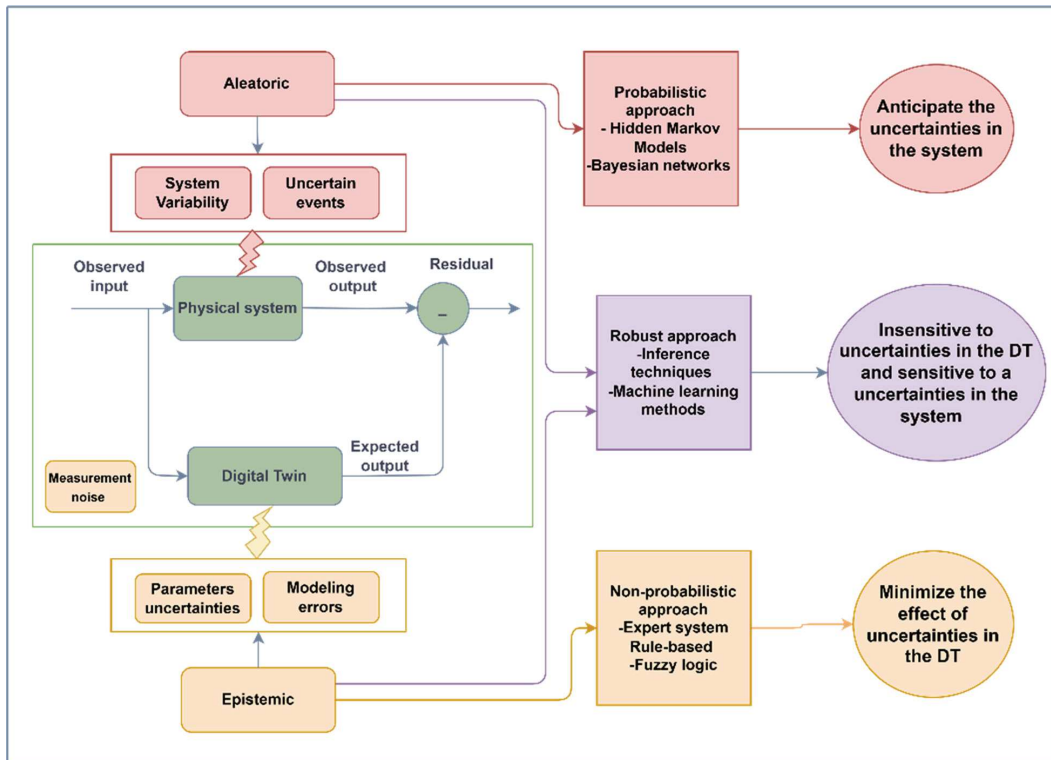 Aleatoric
System
Variability
Uncertain
events
Probabilistic
approach
- Hidden Markov
Models
-Bayesian networks
Anticipate the
uncertainties in
the system
Observed
input
Physical system
Observed
output
Residual
–
Digital Twin
Expected
output
Measurement
noise
Robust approach
-Inference
techniques
-Machine learning
methods
Insensitive to
uncertainties in the DT
and sensitive to a
uncertainties in the
system
Parameters
uncertainties
Modeling
errors
Epistemic
Non-probabilistic
approach
-Expert system
Rule-based
-Fuzzy logic
Minimize the
effect of
uncertainties in
the DT